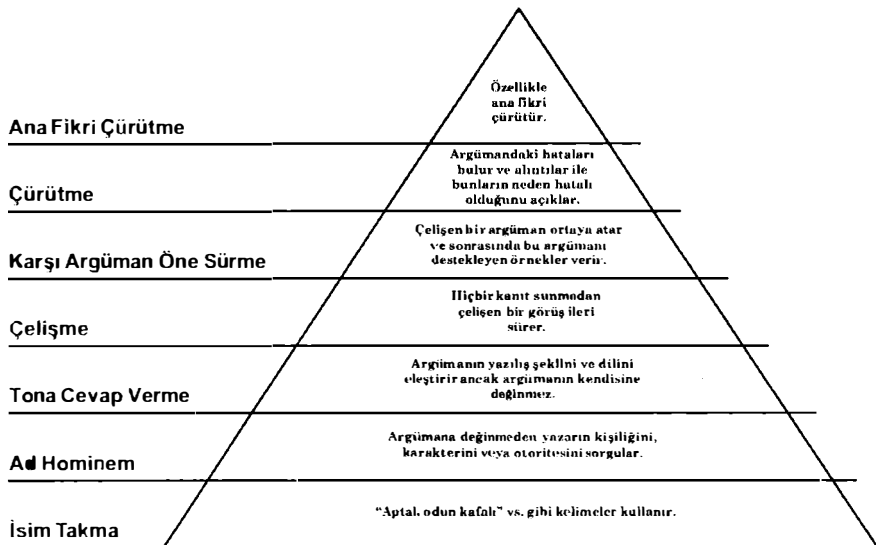 Özellikle
ana fikri
çürütür.
Ana Fikri Çürütme
Argümandaki hataları
bulur ve alıntılar ile
bunların neden hatalı
olduğunu açıklar.
Çürütme
Çelişen bir argüman ortaya atar
ve sonrasında bu argümanı
destekleyen örnekler verir.
Karşı Argüman Öne Sürme
Hiçbir kanıt sunmadan
çelişen bir görüş ileri
sürer.
Çelişme
Argümanın yazılış şeklini ve dilini
eleştirir ancak argümanın kendisine
değinmez.
Tona Cevap Verme
Argümana değinmeden yazarın kişiliğini,
karakterini veya otoritesini sorgular.
Ad Hominem
"Aptal, odun kafalı" vs. gibi kelimeler kullanır.
İsim Takma